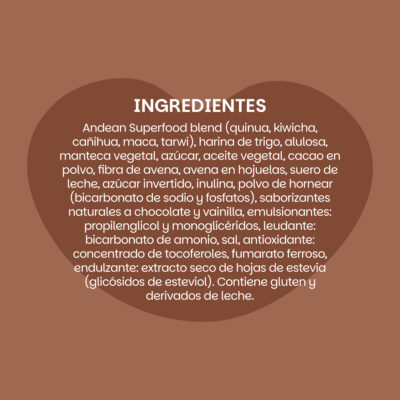 INGREDIENTES
Andean Superfood blend (quinua, kiwicha,
cañihua, maca, tarwi), harina de trigo, alulosa,
manteca vegetal, azúcar, aceite vegetal, cacao en
polvo, fibra de avena, avena en hojuelas, suero de
leche, azúcar invertido, inulina, polvo de hornear
(bicarbonato de sodio y fosfatos), saborizantes
naturales a chocolate y vainilla, emulsionantes:
propilenglicol y monoglicéridos, leudante:
bicarbonato de amonio, sal, antioxidante:
concentrado de tocoferoles, fumarato ferroso,
endulzante: extracto seco de hojas de estevia
(glicósidos de esteviol). Contiene gluten y
derivados de leche.